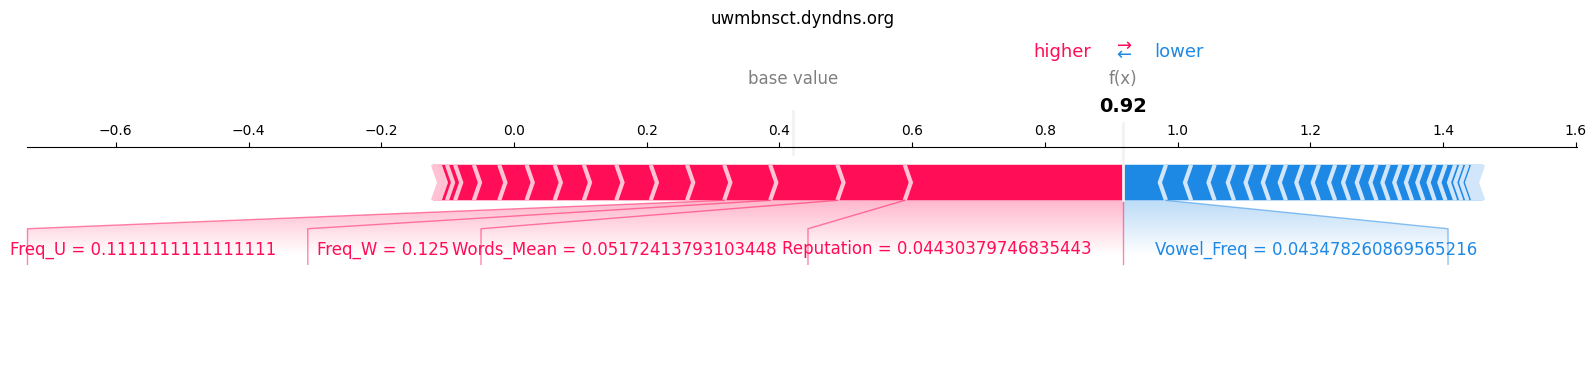 uwmbnsct.dyndns.org
higher → ← lower
base value f(x)
0.92
−0.6 −0.4 −0.2 0.0 0.2 0.4 0.6 0.8 1.0 1.2 1.4 1.6
Freq_U = 0.1111111111111111 Freq_W = 0.125 Words_Mean = 0.05172413793103448 Reputation = 0.04430379746835443 Vowel_Freq = 0.043478260869565216